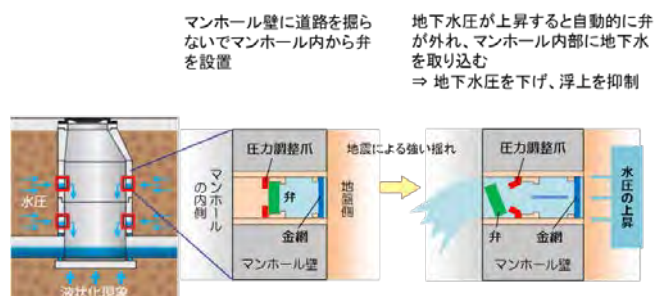 マンホール壁に道路を掘ら
ないでマンホール内から弁
を設置
地下水圧が上昇すると自動的に弁
が外れ、マンホール内部に地下水
を取り込む
⇒ 地下水圧を下げ、浮上を抑制
水圧
液状化現象
マンホールの内側
圧力調整爪
弁
金網
マンホール壁
地盤側
地震による強い揺れ
圧力調整爪
弁
金網
マンホール壁
水圧の上昇